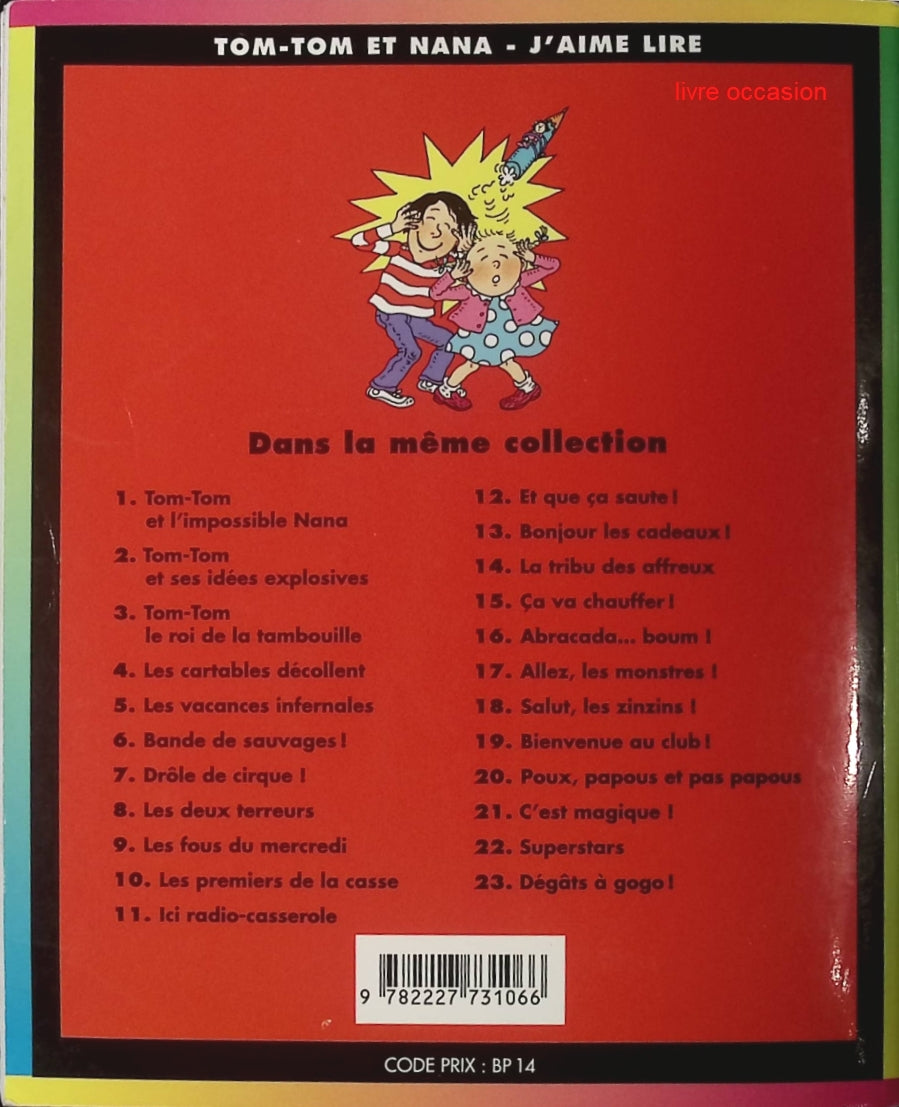 TOM-TOM ET NANA - J'AIME LIRE
livre occasion
Dans la même collection
1. Tom-Tom
et l'impossible Nana
2. Tom-Tom
et ses idées explosives
3. Tom-Tom
le roi de la tambouille
4. Les cartables décollent
5. Les vacances infernales
6. Bande de sauvages !
7. Drôle de cirque !
8. Les deux terreurs
9. Les fous du mercredi
10. Les premiers de la casse
11. Ici radio-casserole
12. Et que ça saute !
13. Bonjour les cadeaux !
14. La tribu des affreux
15. Ça va chauffer !
16. Abracada... boum !
17. Allez, les monstres !
18. Salut, les zinzins !
19. Bienvenue au club !
20. Poux, papous et pas papous
21. C'est magique !
22. Superstars
23. Dégâts à gogo !
9 782227 731066
CODE PRIX : BP 14